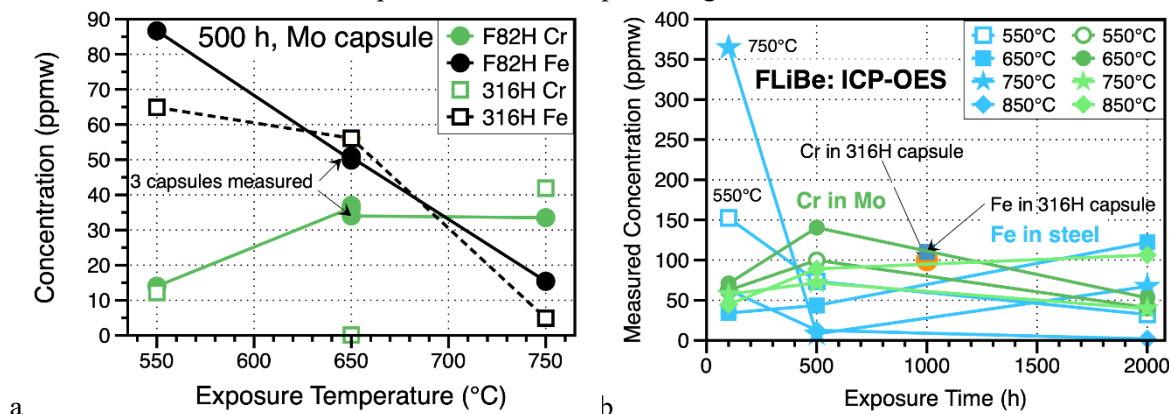 500 h, Mo capsule
F82H Cr
F82H Fe
316H Cr
316H Fe
3 capsules measured
Concentration (ppmw)
90
80
70
60
50
40
30
20
10
0
550
600
650
700
750
Exposure Temperature (°C)
a
FLiBe: ICP-OES
550°C
650°C
750°C
850°C
550°C
650°C
750°C
850°C
750°C
550°C
Cr in 316H capsule
Cr in Mo
Fe in 316H capsule
Fe in steel
Measured Concentration (ppmw)
400
350
300
250
200
150
100
50
0
0
500
1000
1500
2000
Exposure Time (h)
b